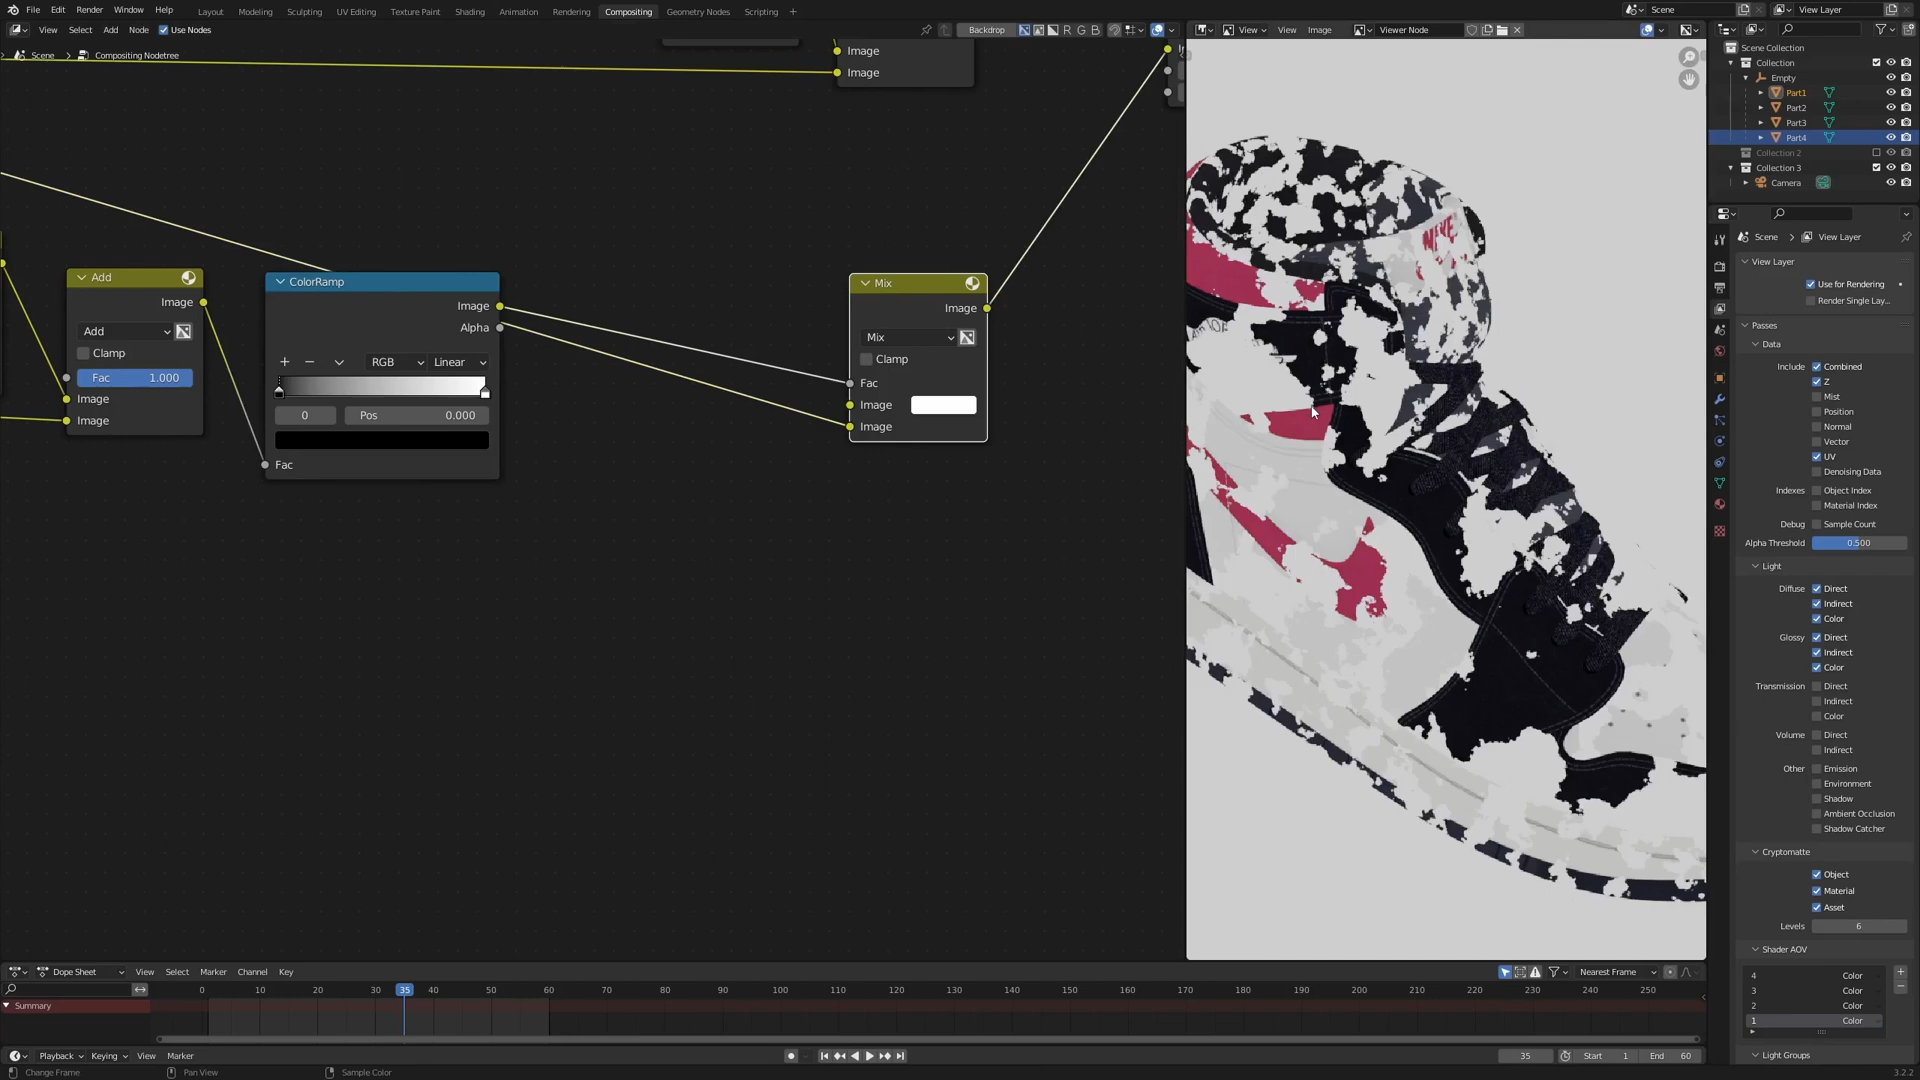 File Edit Render Window Help Layout Modeling Sculpting UV Editing Texture Paint Shading Animation Rendering Compositing Geometry Nodes Scripting + Scene View Layer
View Select Add Node Use Nodes Backdrop R G B View View Image Viewer Node
Scene > Compositing Nodetree
Image
Image
Add
Image
Add
Clamp
Fac 1.000
Image
Image
ColorRamp
Image
Alpha
RGB Linear
0 Pos 0.000
Fac
Mix
Image
Mix
Clamp
Fac
Image
Image
NIKE
Scene Collection
Collection
Empty
Part1
Part2
Part3
Part4
Collection 2
Collection 3
Camera
Scene > View Layer
View Layer
Use for Rendering
Render Single Lay...
Passes
Data
Include Combined
Z
Mist
Position
Normal
Vector
UV
Denoising Data
Indexes Object Index
Material Index
Debug Sample Count
Alpha Threshold 0.500
Light
Diffuse Direct
Indirect
Color
Glossy Direct
Indirect
Color
Transmission Direct
Indirect
Color
Volume Direct
Indirect
Other Emission
Environment
Shadow
Ambient Occlusion
Shadow Catcher
Cryptomatte
Object
Material
Asset
Levels 6
Shader AOV
4 Color
3 Color
2 Color
1 Color
Light Groups
Dope Sheet View Select Marker Channel Key Nearest Frame
0 10 20 30 35 40 50 60 70 80 90 100 110 120 130 140 150 160 170 180 190 200 210 220 230 240 250
Summary
Playback Keying View Marker 35 Start 1 End 60
Change Frame Pan View Sample Color 3.2.2